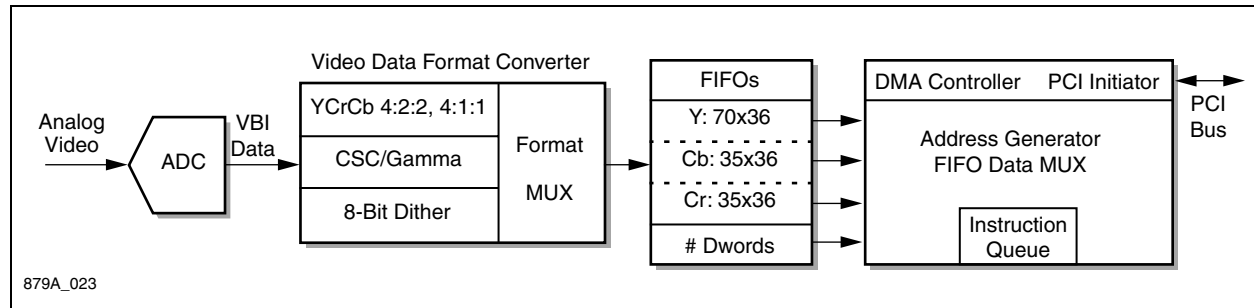 Analog
Video
ADC
VBI
Data
Video Data Format Converter
YCrCb 4:2:2, 4:1:1
CSC/Gamma
8-Bit Dither
Format
MUX
FIFOs
Y: 70x36
Cb: 35x36
Cr: 35x36
# Dwords
DMA Controller PCI Initiator
Address Generator
FIFO Data MUX
Instruction
Queue
PCI
Bus
879A_023